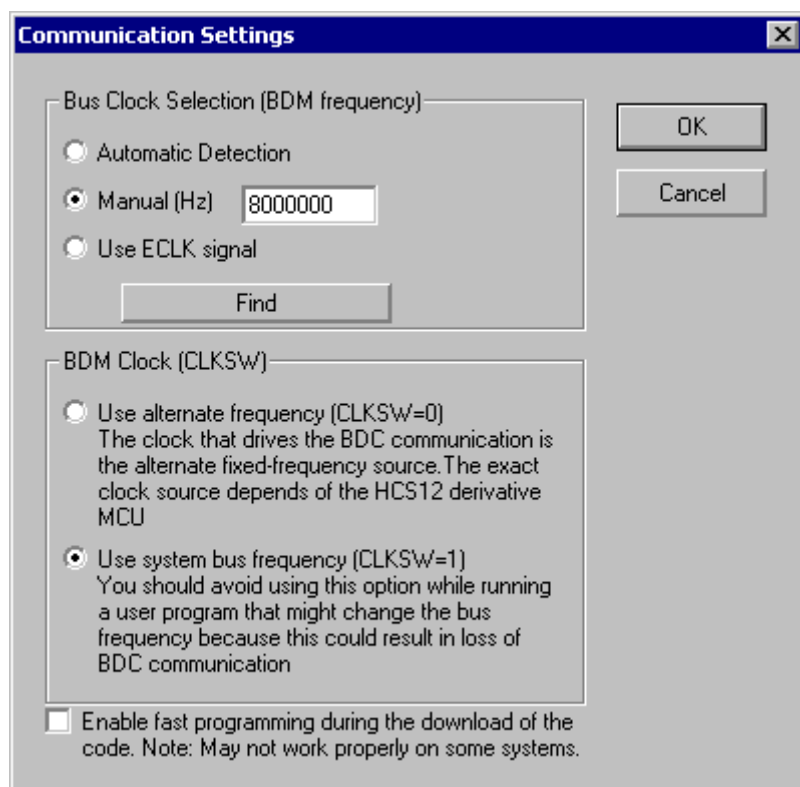 Communication Settings
Bus Clock Selection (BDM frequency)
Automatic Detection
Manual (Hz) 8000000
Use ECLK signal
Find
OK
Cancel
BDM Clock (CLKSW)
Use alternate frequency (CLKSW=0)
The clock that drives the BDC communication is
the alternate fixed-frequency source.The exact
clock source depends of the HCS12 derivative
MCU
Use system bus frequency (CLKSW=1)
You should avoid using this option while running
a user program that might change the bus
frequency because this could result in loss of
BDC communication
Enable fast programming during the download of the
code. Note: May not work properly on some systems.